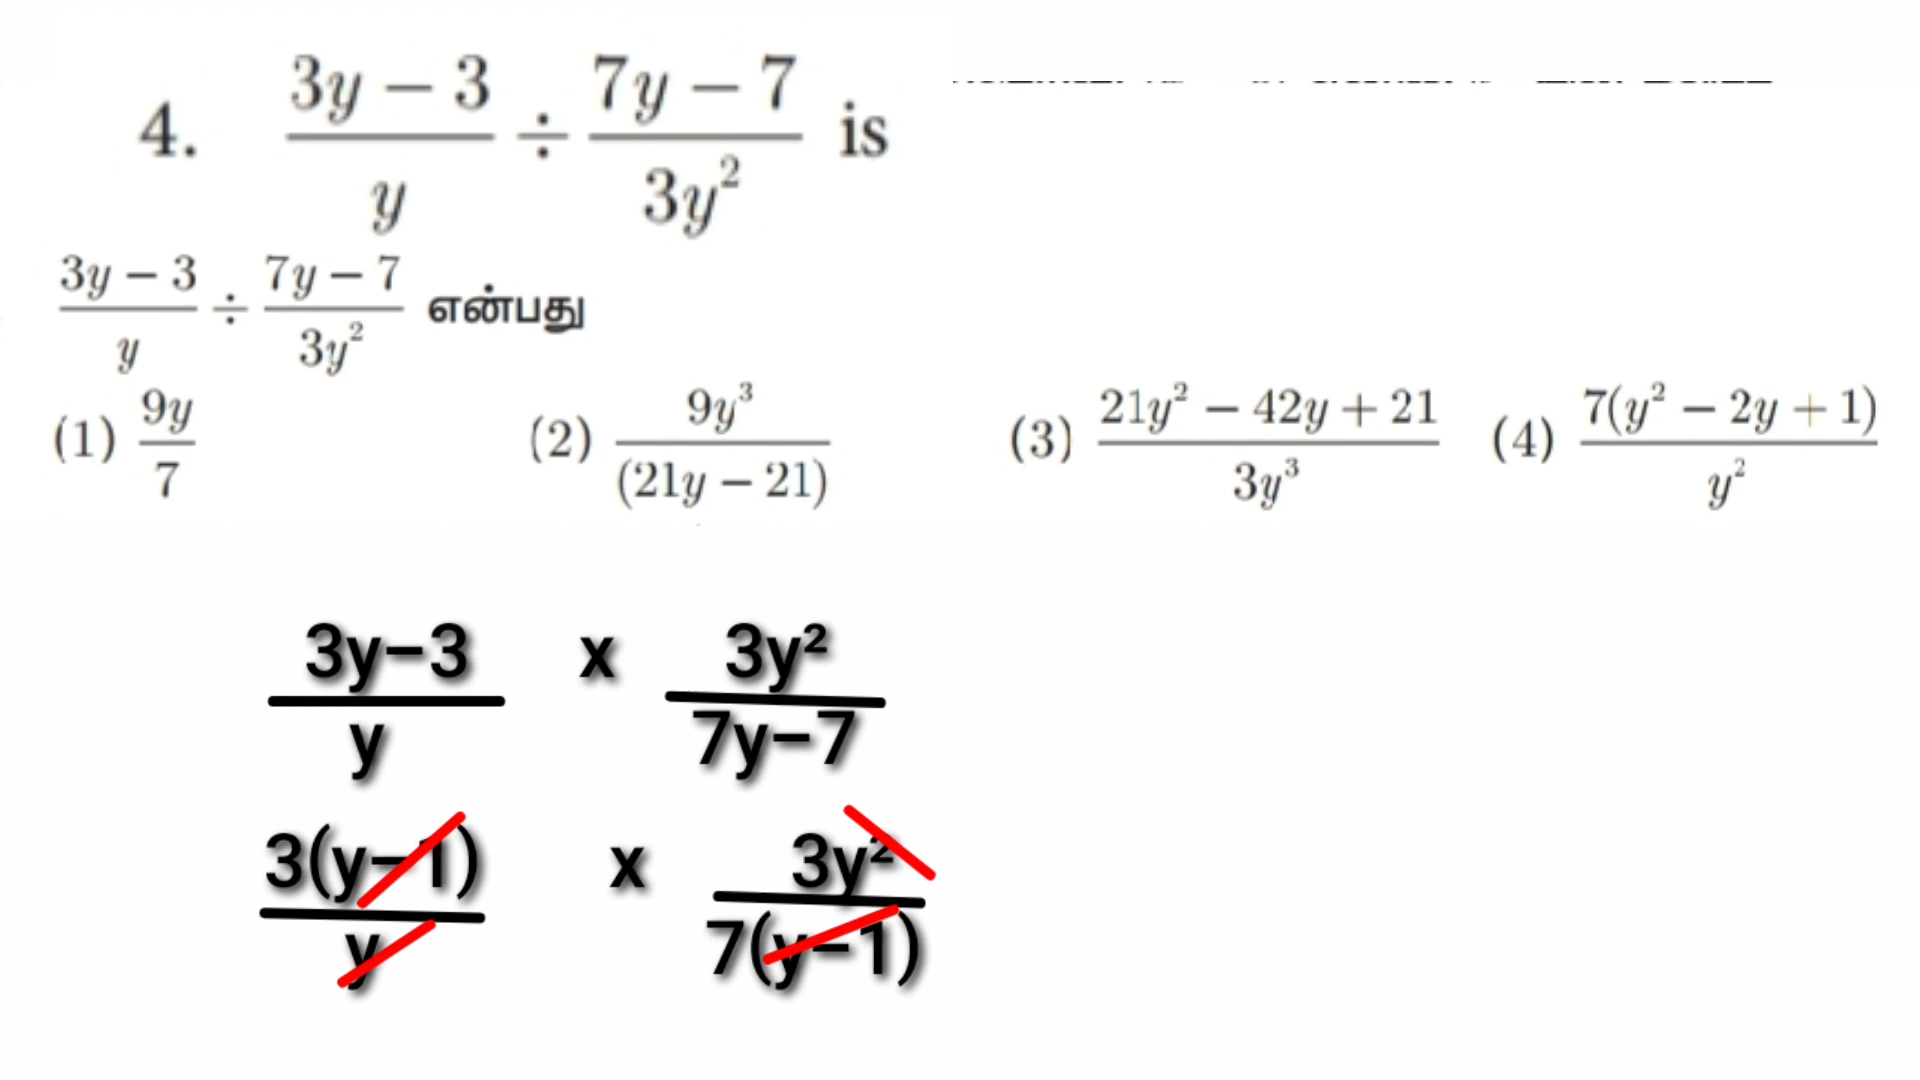 4. (3y − 3)/y ÷ (7y − 7)/3y² is
(3y − 3)/y ÷ (7y − 7)/3y² என்பது
(1) 9y/7 (2) 9y³/(21y − 21) (3) (21y² − 42y + 21)/3y³ (4) 7(y² − 2y + 1)/y²
3y−3 x 3y²
y 7y−7
3(y−1) x 3y²
y 7(y−1)